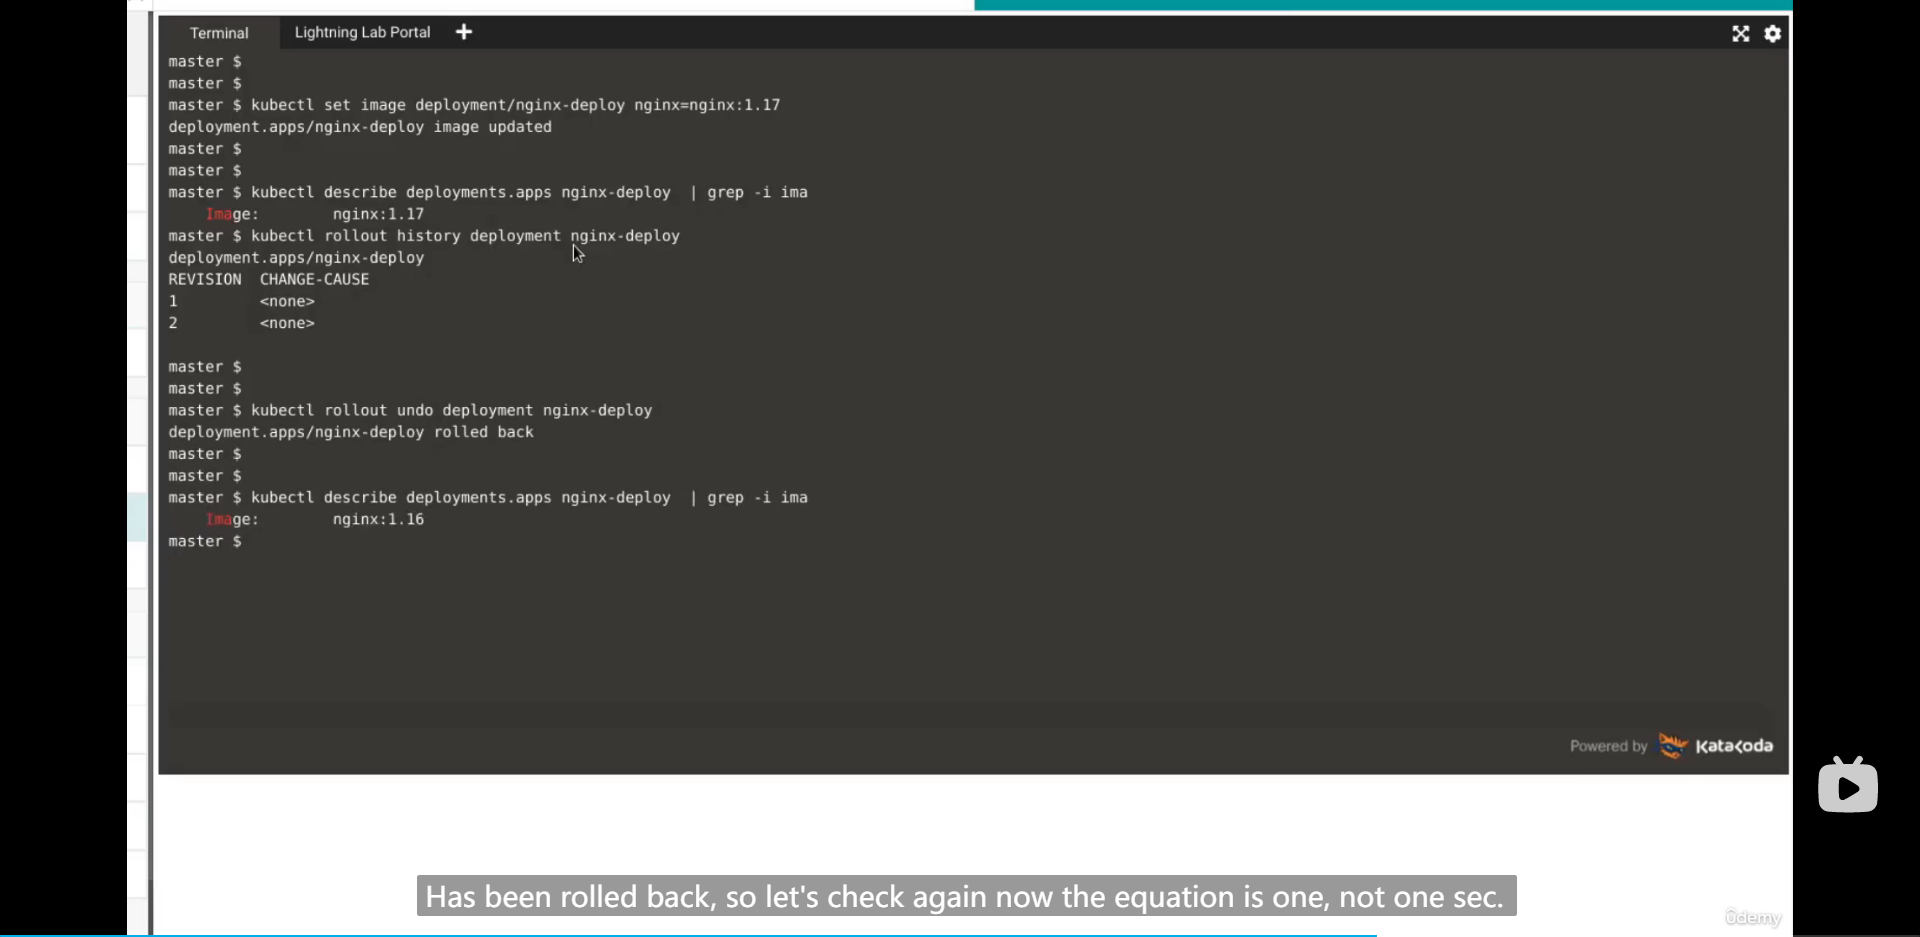 Terminal Lightning Lab Portal
master $
master $
master $ kubectl set image deployment/nginx-deploy nginx=nginx:1.17
deployment.apps/nginx-deploy image updated
master $
master $
master $ kubectl describe deployments.apps nginx-deploy  | grep -i ima
Image: nginx:1.17
master $ kubectl rollout history deployment nginx-deploy
deployment.apps/nginx-deploy
REVISION  CHANGE-CAUSE
1 <none>
2 <none>
master $
master $
master $ kubectl rollout undo deployment nginx-deploy
deployment.apps/nginx-deploy rolled back
master $
master $
master $ kubectl describe deployments.apps nginx-deploy  | grep -i ima
Image: nginx:1.16
master $
Powered by Katacoda
Has been rolled back, so let's check again now the equation is one, not one sec.
ûdemy